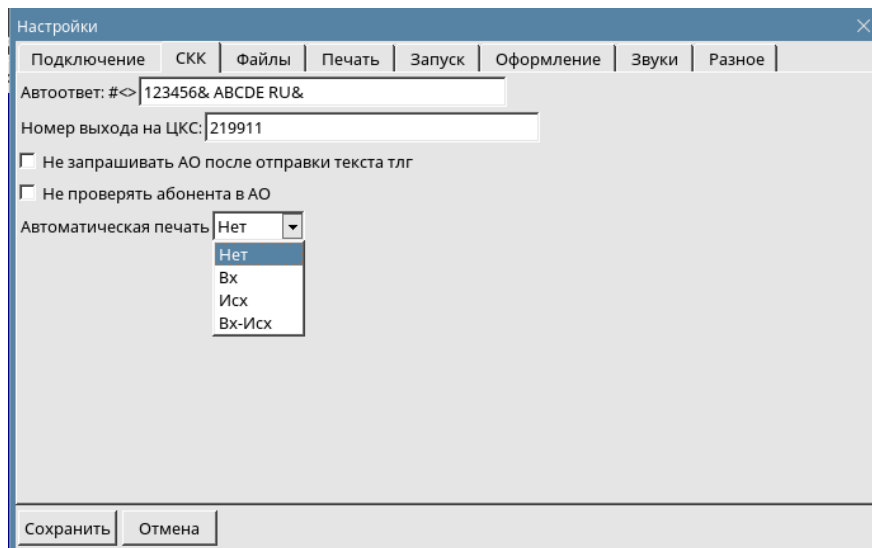 Настройки
Подключение СКК Файлы Печать Запуск Оформление Звуки Разное
Автоответ: #<> 123456& ABCDE RU&
Номер выхода на ЦКС: 219911
Не запрашивать АО после отправки текста тлг
Не проверять абонента в АО
Автоматическая печать Нет
Нет
Вх
Исх
Вх-Исх
Сохранить Отмена